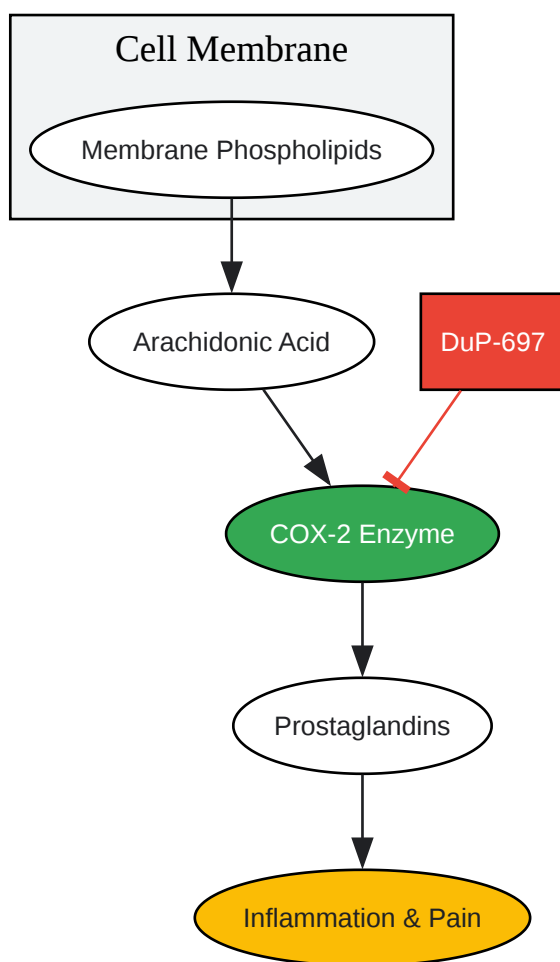 Cell Membrane
Membrane Phospholipids
Arachidonic Acid
DuP-697
COX-2 Enzyme
Prostaglandins
Inflammation & Pain